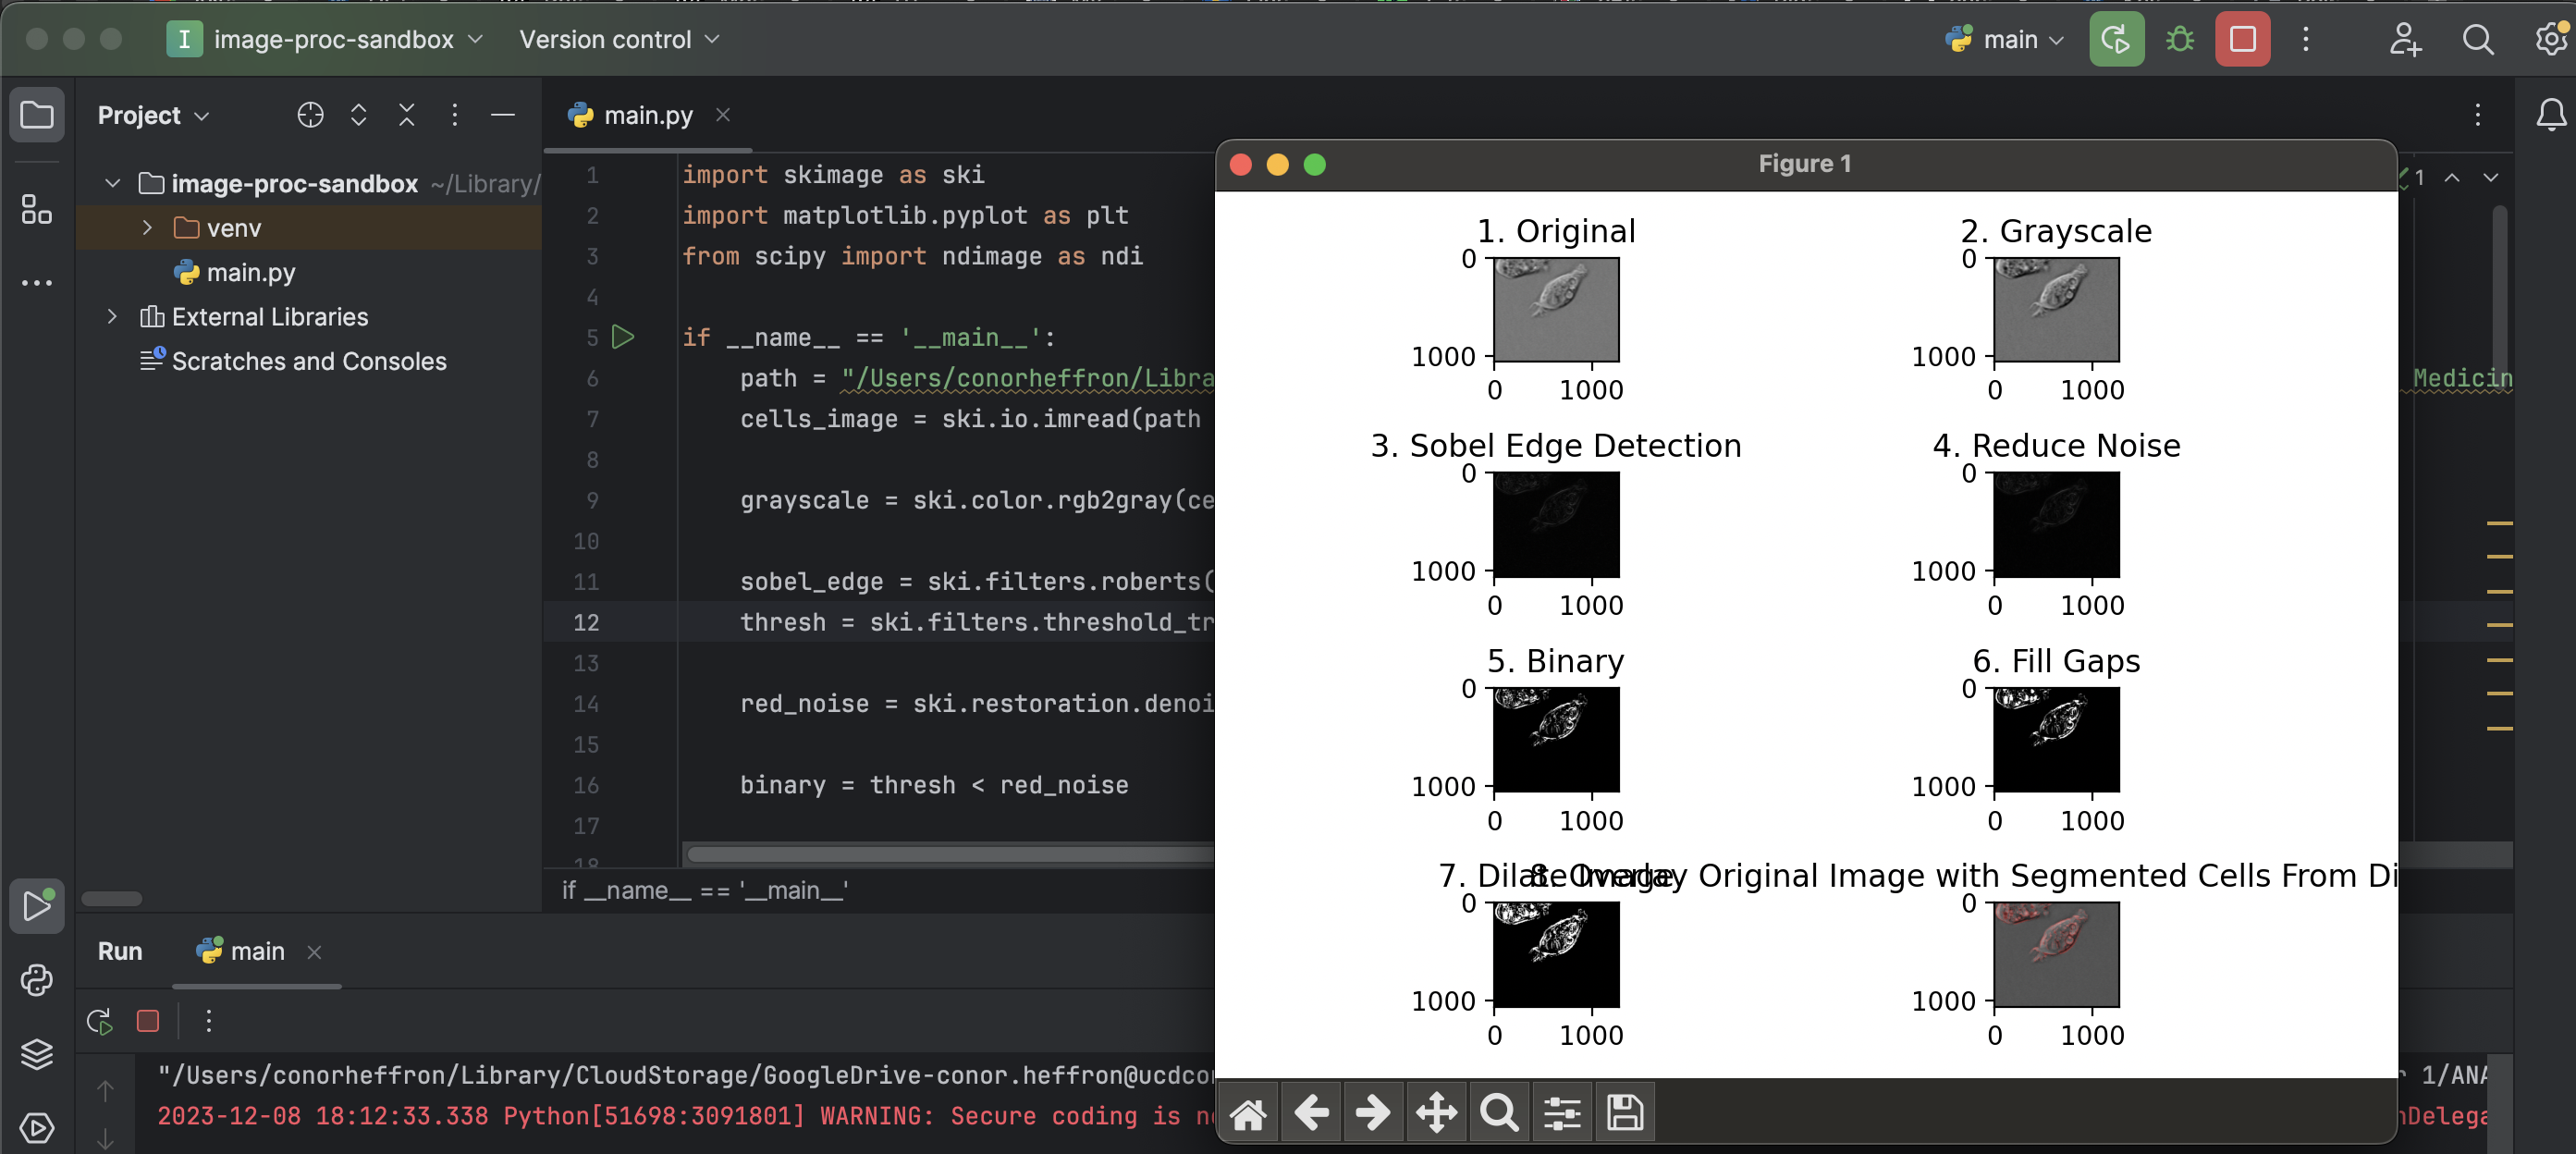 I image-proc-sandbox Version control main
Project
main.py
image-proc-sandbox ~/Library/
venv
main.py
External Libraries
Scratches and Consoles
1 import skimage as ski
2 import matplotlib.pyplot as plt
3 from scipy import ndimage as ndi
4
5 if __name__ == '__main__':
6 path = "/Users/conorheffron/Libra
7 cells_image = ski.io.imread(path
8
9 grayscale = ski.color.rgb2gray(ce
10
11 sobel_edge = ski.filters.roberts(
12 thresh = ski.filters.threshold_tr
13
14 red_noise = ski.restoration.denoi
15
16 binary = thresh < red_noise
17
18
if __name__ == '__main__'
1
Medicin
Figure 1
1. Original
0
1000
0 1000
2. Grayscale
0
1000
0 1000
3. Sobel Edge Detection
0
1000
0 1000
4. Reduce Noise
0
1000
0 1000
5. Binary
0
1000
0 1000
6. Fill Gaps
0
1000
0 1000
7. Dilate Image
0
1000
0 1000
8. Overlay Original Image with Segmented Cells From Di
0
1000
0 1000
Run main
"/Users/conorheffron/Library/CloudStorage/GoogleDrive-conor.heffron@ucdco
1/ANA
2023-12-08 18:12:33.338 Python[51698:3091801] WARNING: Secure coding is n
nDelega